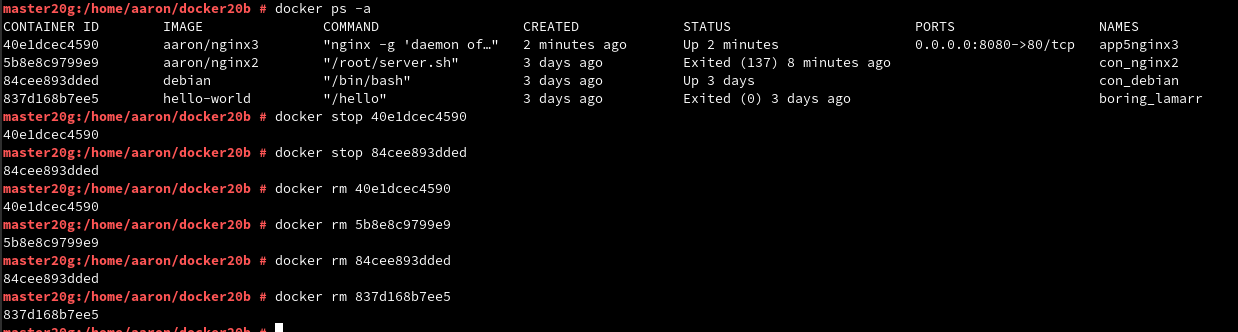 master20g:/home/aaron/docker20b # docker ps -a
CONTAINER ID        IMAGE               COMMAND                  CREATED             STATUS                       PORTS                  NAMES
40e1dcec4590        aaron/nginx3        "nginx -g 'daemon of…"   2 minutes ago       Up 2 minutes                 0.0.0.0:8080->80/tcp   app5nginx3
5b8e8c9799e9        aaron/nginx2        "/root/server.sh"        3 days ago          Exited (137) 8 minutes ago                          con_nginx2
84cee893dded        debian              "/bin/bash"              3 days ago          Up 3 days                                           con_debian
837d168b7ee5        hello-world         "/hello"                 3 days ago          Exited (0) 3 days ago                               boring_lamarr
master20g:/home/aaron/docker20b # docker stop 40e1dcec4590
40e1dcec4590
master20g:/home/aaron/docker20b # docker stop 84cee893dded
84cee893dded
master20g:/home/aaron/docker20b # docker rm 40e1dcec4590
40e1dcec4590
master20g:/home/aaron/docker20b # docker rm 5b8e8c9799e9
5b8e8c9799e9
master20g:/home/aaron/docker20b # docker rm 84cee893dded
84cee893dded
master20g:/home/aaron/docker20b # docker rm 837d168b7ee5
837d168b7ee5
master20g:/home/aaron/docker20b #